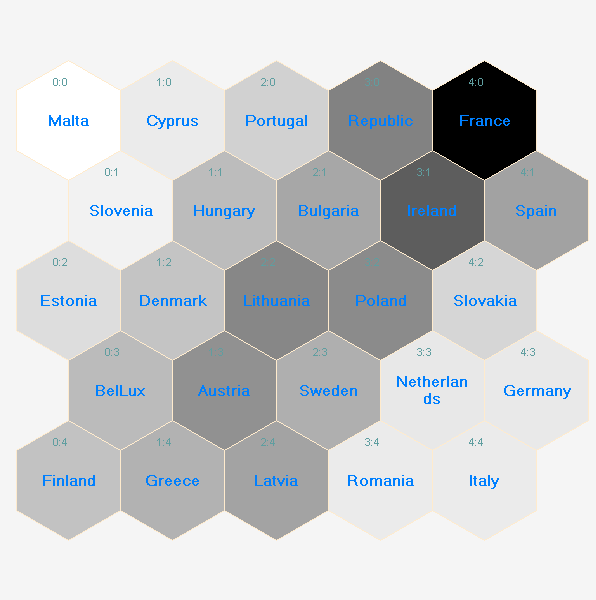 0:0 1:0 2:0 3:0 4:0
Malta Cyprus Portugal Republic France
0:1 1:1 2:1 3:1 4:1
Slovenia Hungary Bulgaria Ireland Spain
0:2 1:2 4:2
Estonia Denmark Lithuania Poland Slovakia
0:3 2:3 3:3 4:3
BelLux Austria Sweden Netherlan
ds Germany
0:4 1:4 2:4 3:4 4:4
Finland Greece Latvia Romania Italy